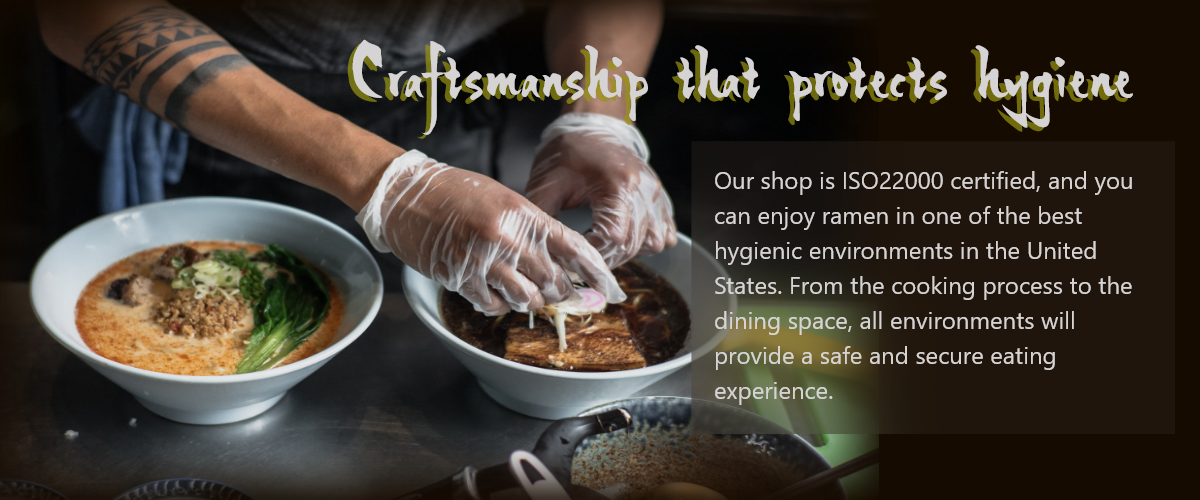 Craftsmanship that protects hygiene
Our shop is ISO22000 certified, and you
can enjoy ramen in one of the best
hygienic environments in the United
States. From the cooking process to the
dining space, all environments will
provide a safe and secure eating
experience.